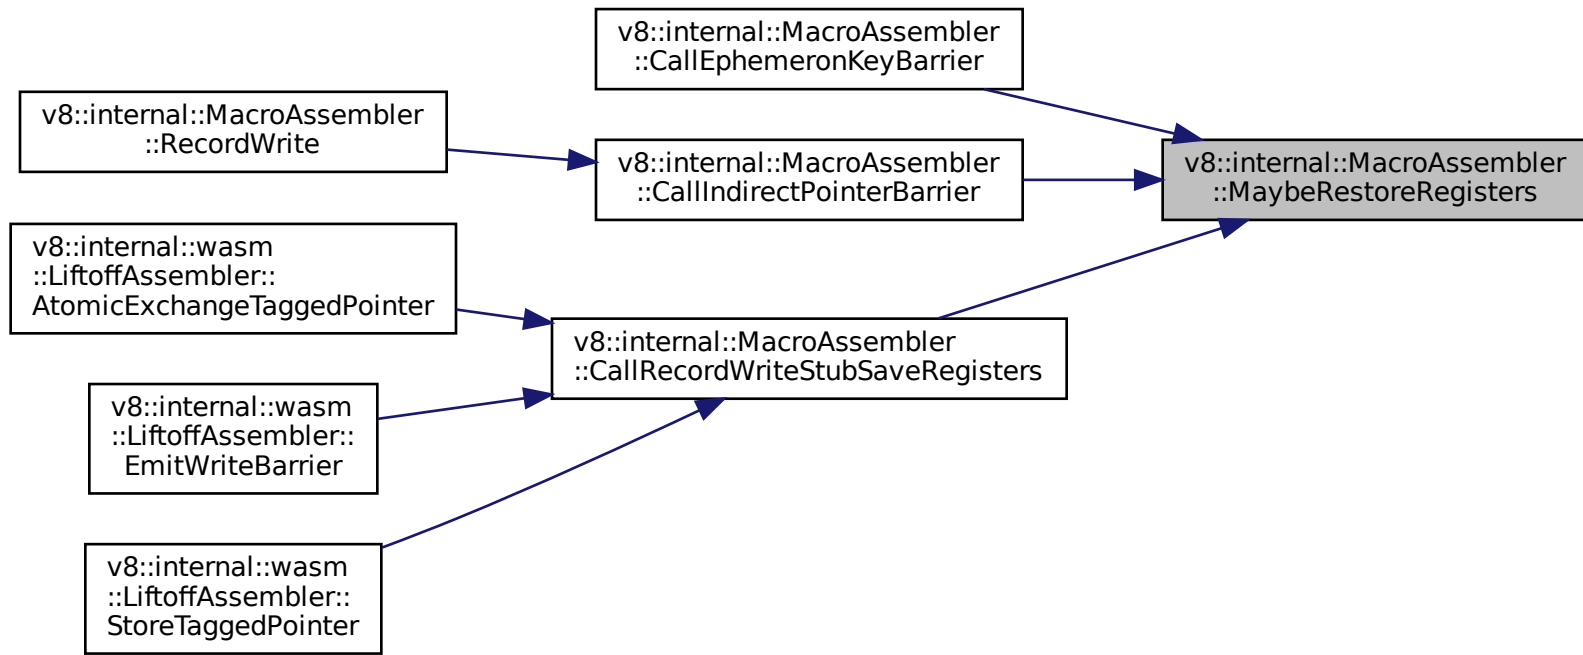 v8::internal::MacroAssembler
::CallEphemeronKeyBarrier
v8::internal::MacroAssembler
::RecordWrite
v8::internal::MacroAssembler
::CallIndirectPointerBarrier
v8::internal::MacroAssembler
::MaybeRestoreRegisters
v8::internal::wasm
::LiftoffAssembler::
AtomicExchangeTaggedPointer
v8::internal::MacroAssembler
::CallRecordWriteStubSaveRegisters
v8::internal::wasm
::LiftoffAssembler::
EmitWriteBarrier
v8::internal::wasm
::LiftoffAssembler::
StoreTaggedPointer